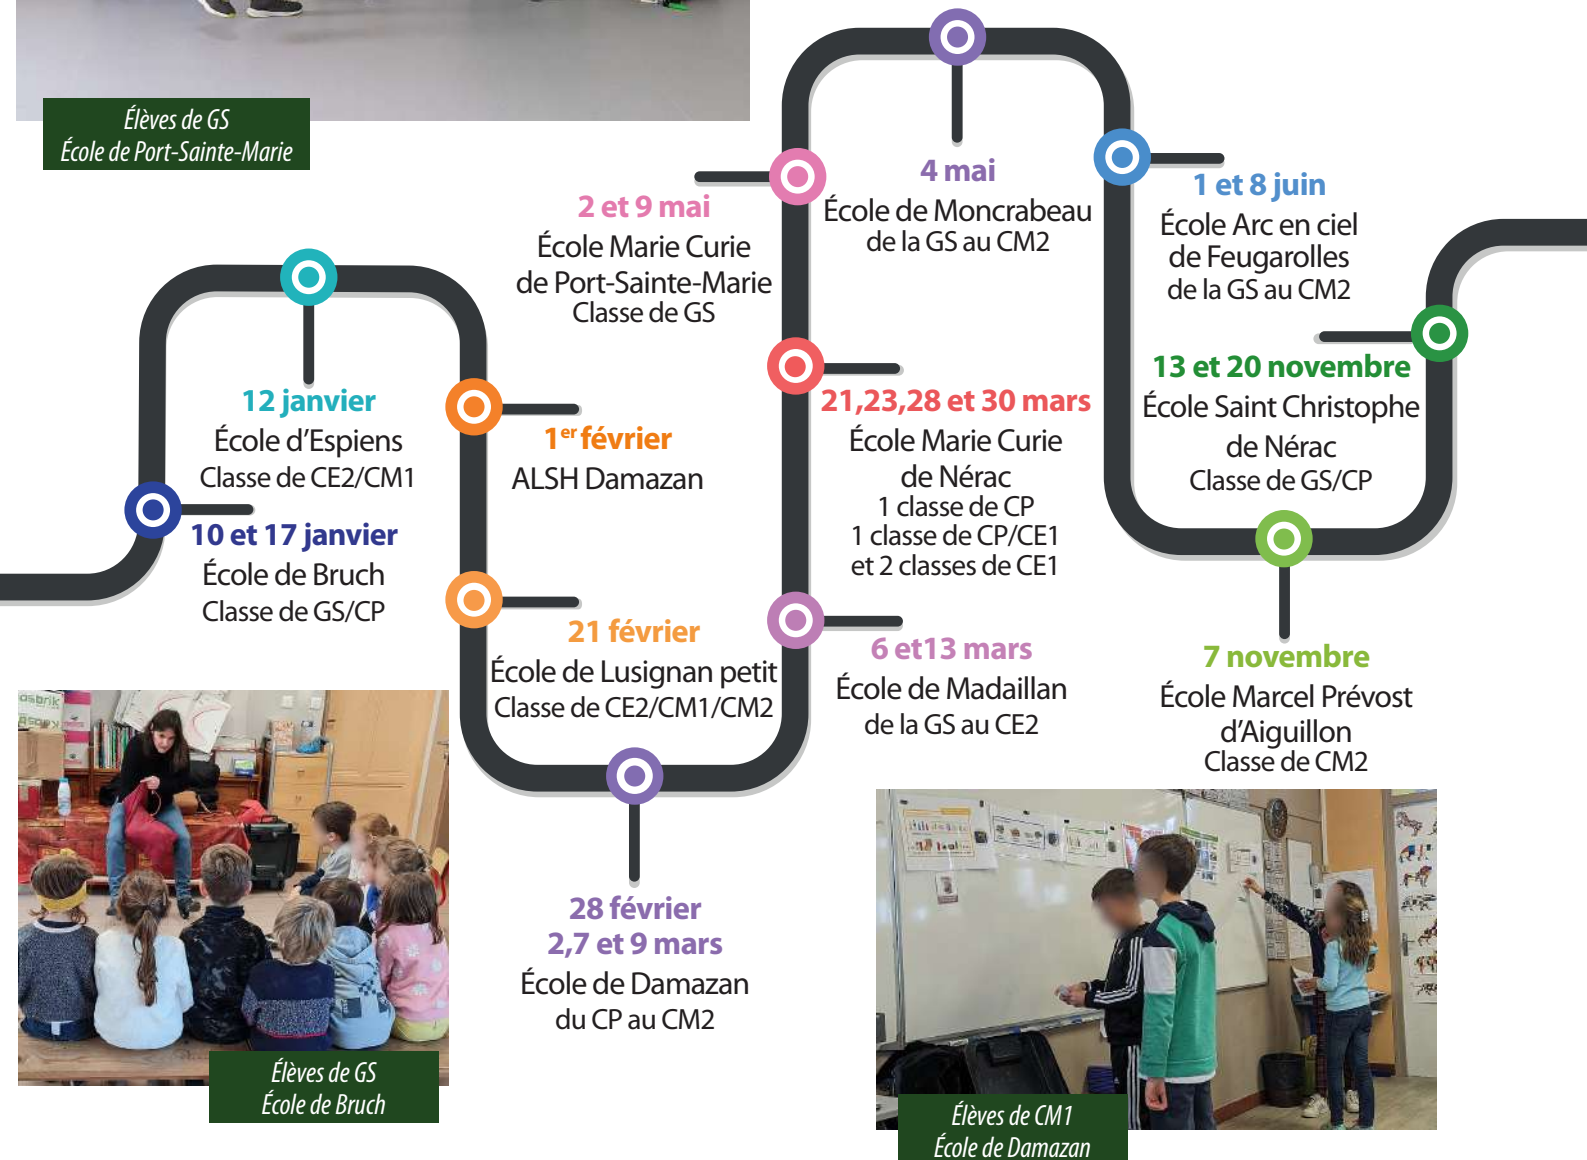 Élèves de GS
École de Port-Sainte-Marie
10 et 17 janvier
École de Bruch
Classe de GS/CP
12 janvier
École d'Espiens
Classe de CE2/CM1
1er février
ALSH Damazan
21 février
École de Lusignan petit
Classe de CE2/CM1/CM2
28 février
2,7 et 9 mars
École de Damazan
du CP au CM2
6 et13 mars
École de Madaillan
de la GS au CE2
21,23,28 et 30 mars
École Marie Curie
de Nérac
1 classe de CP
1 classe de CP/CE1
et 2 classes de CE1
2 et 9 mai
École Marie Curie
de Port-Sainte-Marie
Classe de GS
4 mai
École de Moncrabeau
de la GS au CM2
1 et 8 juin
École Arc en ciel
de Feugarolles
de la GS au CM2
7 novembre
École Marcel Prévost
d'Aiguillon
Classe de CM2
13 et 20 novembre
École Saint Christophe
de Nérac
Classe de GS/CP
Élèves de GS
École de Bruch
Élèves de CM1
École de Damazan